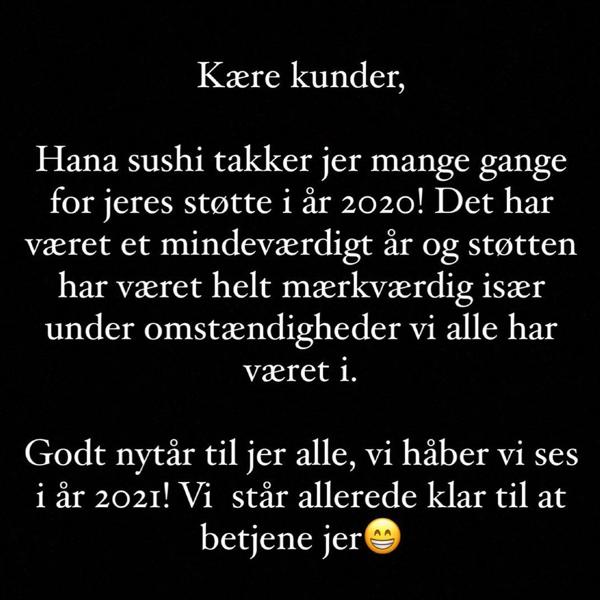 Kære kunder,
Hana sushi takker jer mange gange
for jeres støtte i år 2020! Det har
været et mindeværdigt år og støtten
har været helt mærkværdig især
under omstændigheder vi alle har
været i.
Godt nytår til jer alle, vi håber vi ses
i år 2021! Vi  står allerede klar til at
betjene jer😁